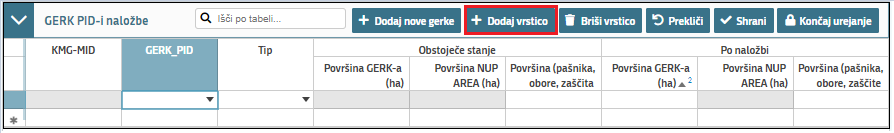 GERK PID-i naložbe
Išči po tabeli...
Dodaj nove gerke
Dodaj vrstico
Briši vrstico
Prekliči
Shrani
Končaj urejanje
KMG-MID
GERK_PID
Tip
Obstoječe stanje
Po naložbi
Površina GERK-a
(ha)
Površina NUP
AREA (ha)
Površina (pašnika,
obore, zaščita
Površina GERK-a
(ha) 2
Površina NUP
AREA (ha)
Površina (pašnika,
obore, zaščite